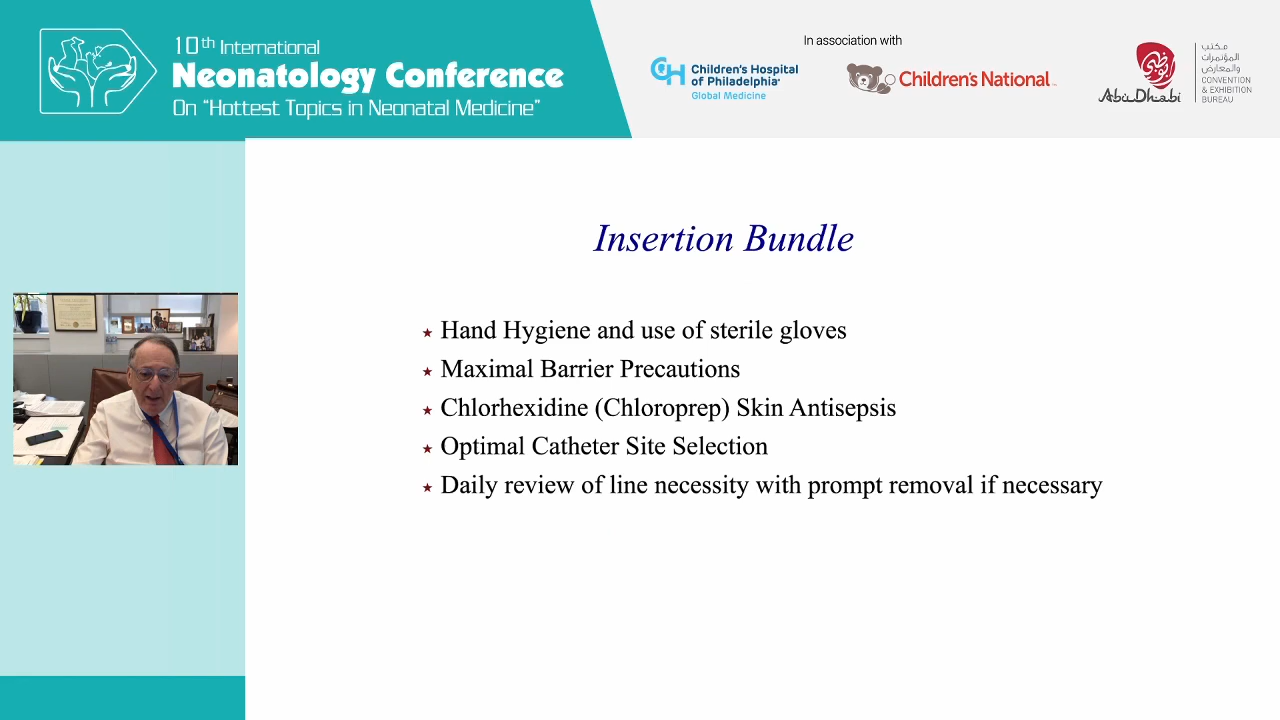 10th International
Neonatology Conference
On “Hottest Topics in Neonatal Medicine”
In association with
CH Children's Hospital
of Philadelphia
Global Medicine
Children's National
أبوظبي
Abu Dhabi
مكتب
المؤتمرات
والمعارض
CONVENTION
& EXHIBITION
BUREAU
Insertion Bundle
Hand Hygiene and use of sterile gloves
Maximal Barrier Precautions
Chlorhexidine (Chloroprep) Skin Antisepsis
Optimal Catheter Site Selection
Daily review of line necessity with prompt removal if necessary